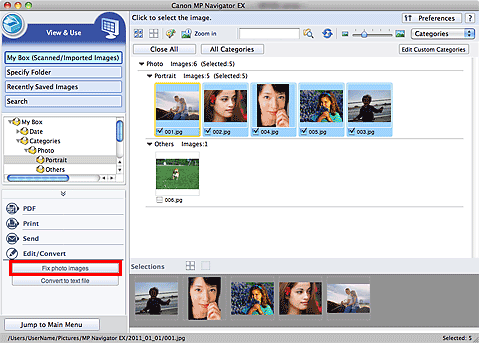 Canon MP Navigator EX
View & Use
Click to select the image.
Preferences ?
Zoom in
Categories
Close All All Categories Edit Custom Categories
My Box (Scanned/Imported Images)
Specify Folder
Recently Saved Images
Search
My Box
Date
Categories
Photo
Portrait
Others
PDF
Print
Send
Edit/Convert
Fix photo images
Convert to text file
Jump to Main Menu
Photo Images:6 (Selected:5)
Portrait Images:5 (Selected:5)
001.jpg 002.jpg 004.jpg 005.jpg 003.jpg
Others Images:1
006.jpg
Selections
/Users/UserName/Pictures/MP Navigator EX/2011_01_01/001.jpg
Selected: 5